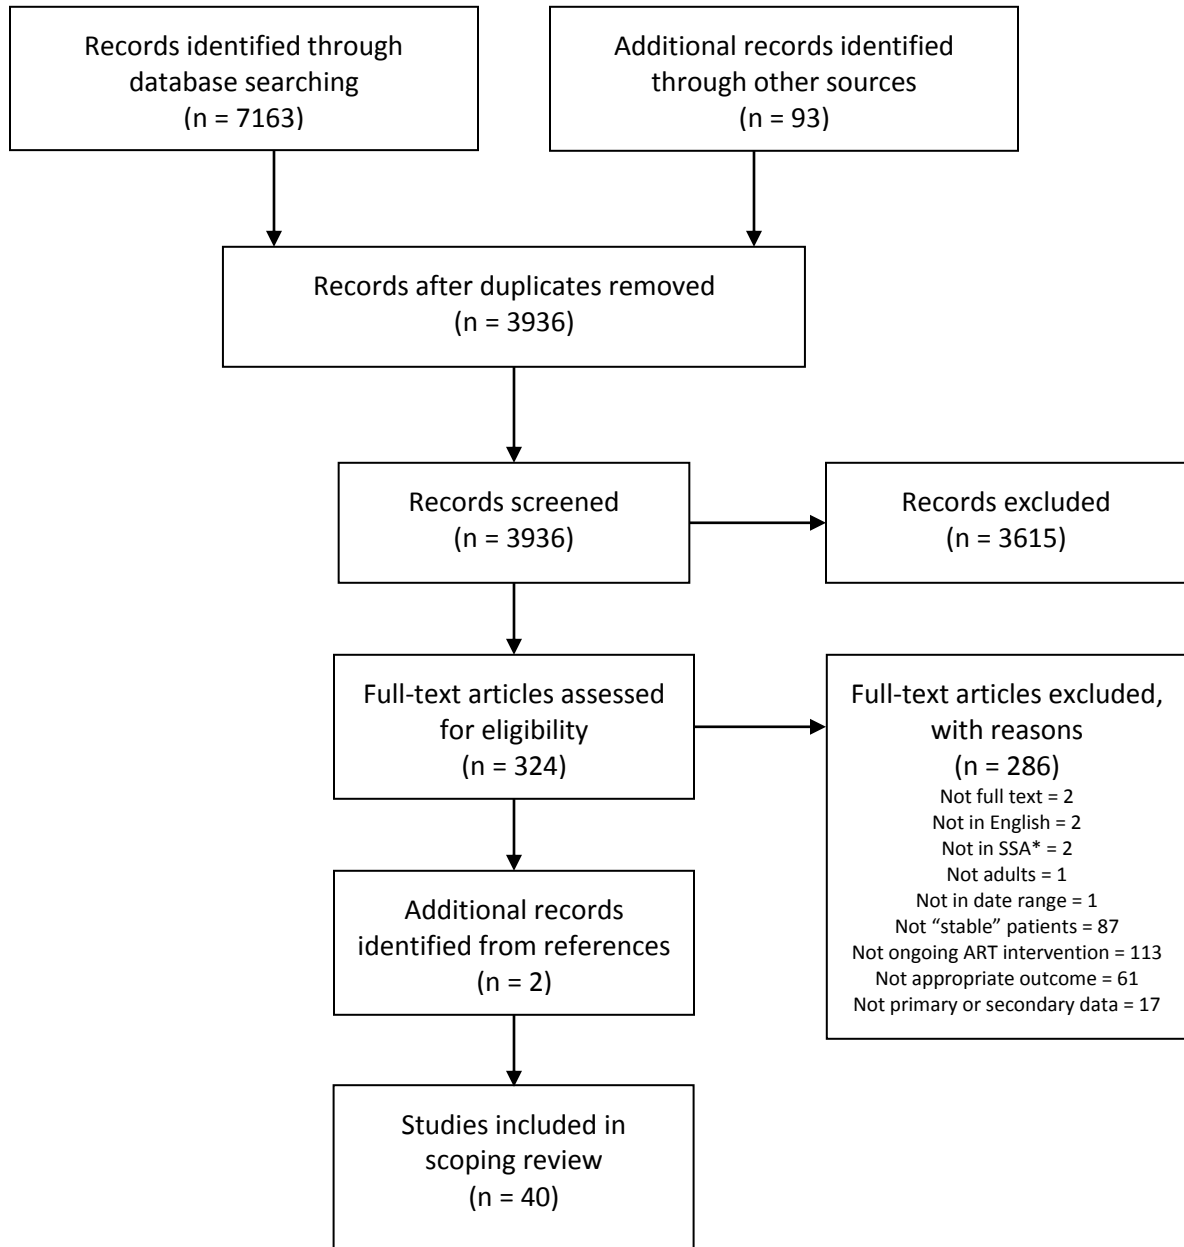 Records identified through
database searching
(n = 7163)
Additional records identified
through other sources
(n = 93)
Records after duplicates removed
(n = 3936)
Records screened
(n = 3936)
Records excluded
(n = 3615)
Full-text articles assessed
for eligibility
(n = 324)
Full-text articles excluded,
with reasons
(n = 286)
Not full text = 2
Not in English = 2
Not in SSA* = 2
Not adults = 1
Not in date range = 1
Not “stable” patients = 87
Not ongoing ART intervention = 113
Not appropriate outcome = 61
Not primary or secondary data = 17
Additional records
identified from references
(n = 2)
Studies included in
scoping review
(n = 40)